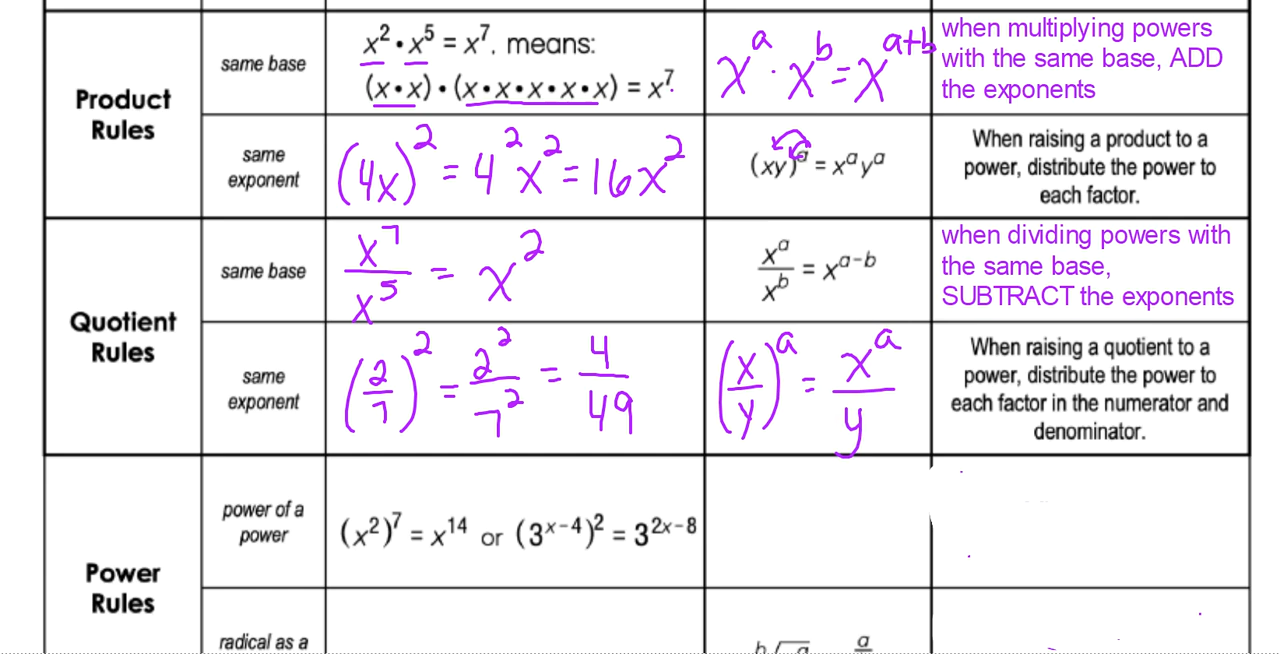 Product
Rules
same base
x² • x⁵ = x⁷, means:
(x•x) • (x•x•x•x•x) = x⁷.
xᵃ · xᵇ = xᵃ⁺ᵇ
when multiplying powers
with the same base, ADD
the exponents
same
exponent
(4x)² = 4²x² = 16x²
(xy)ᵃ = xᵃyᵃ
When raising a product to a
power, distribute the power to
each factor.
Quotient
Rules
same base
x⁷/x⁵ = x²
xᵃ/xᵇ = xᵃ⁻ᵇ
when dividing powers with
the same base,
SUBTRACT the exponents
same
exponent
(2/7)² = 2²/7² = 4/49
(x/y)ᵃ = xᵃ/y
When raising a quotient to a
power, distribute the power to
each factor in the numerator and
denominator.
Power
Rules
power of a
power
(x²)⁷ = x¹⁴ or (3ˣ⁻⁴)² = 3²ˣ⁻⁸
radical as a